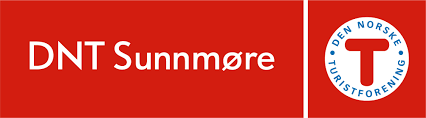 DNT Sunnmøre
DEN NORSKE
T
TURISTFORENING